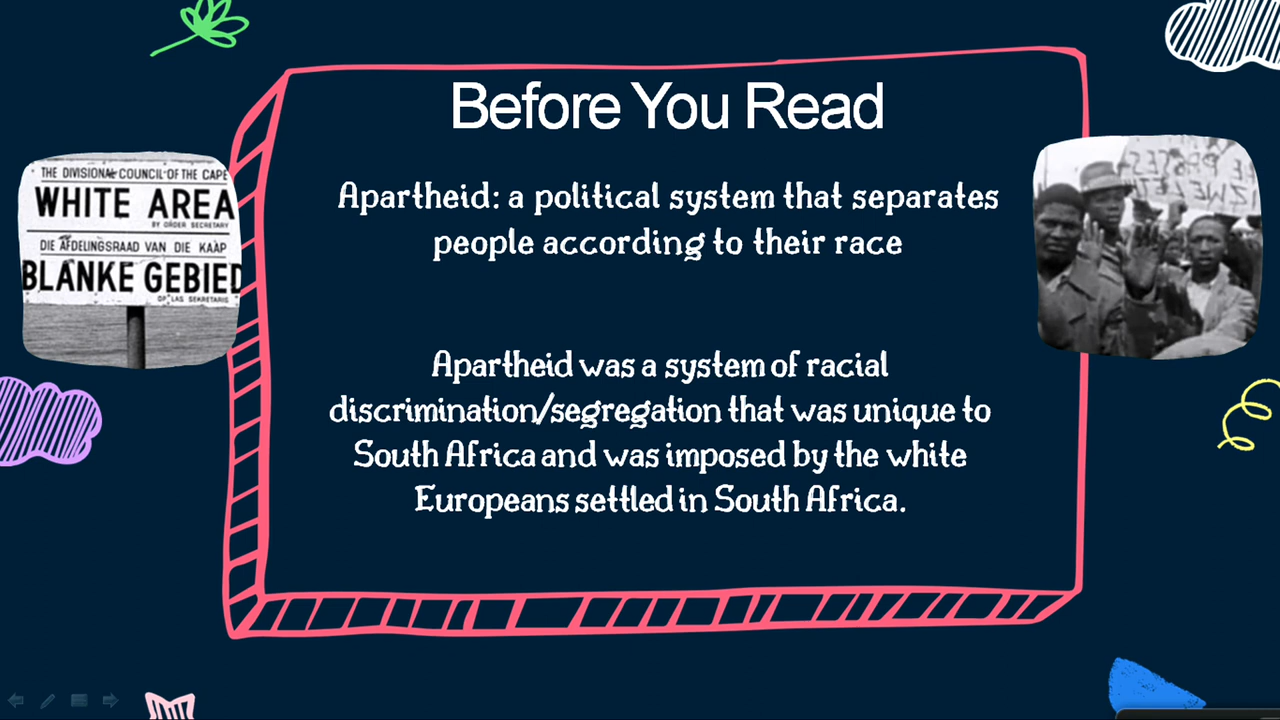 Before You Read
Apartheid: a political system that separates
people according to their race
Apartheid was a system of racial
discrimination/segregation that was unique to
South Africa and was imposed by the white
Europeans settled in South Africa.
THE DIVISIONAL COUNCIL OF THE CAPE
WHITE AREA
BY ORDER SECRETARY
DIE AFDELINGSRAAD VAN DIE KAAP
BLANKE GEBIED
OP LAS SEKRETARIS